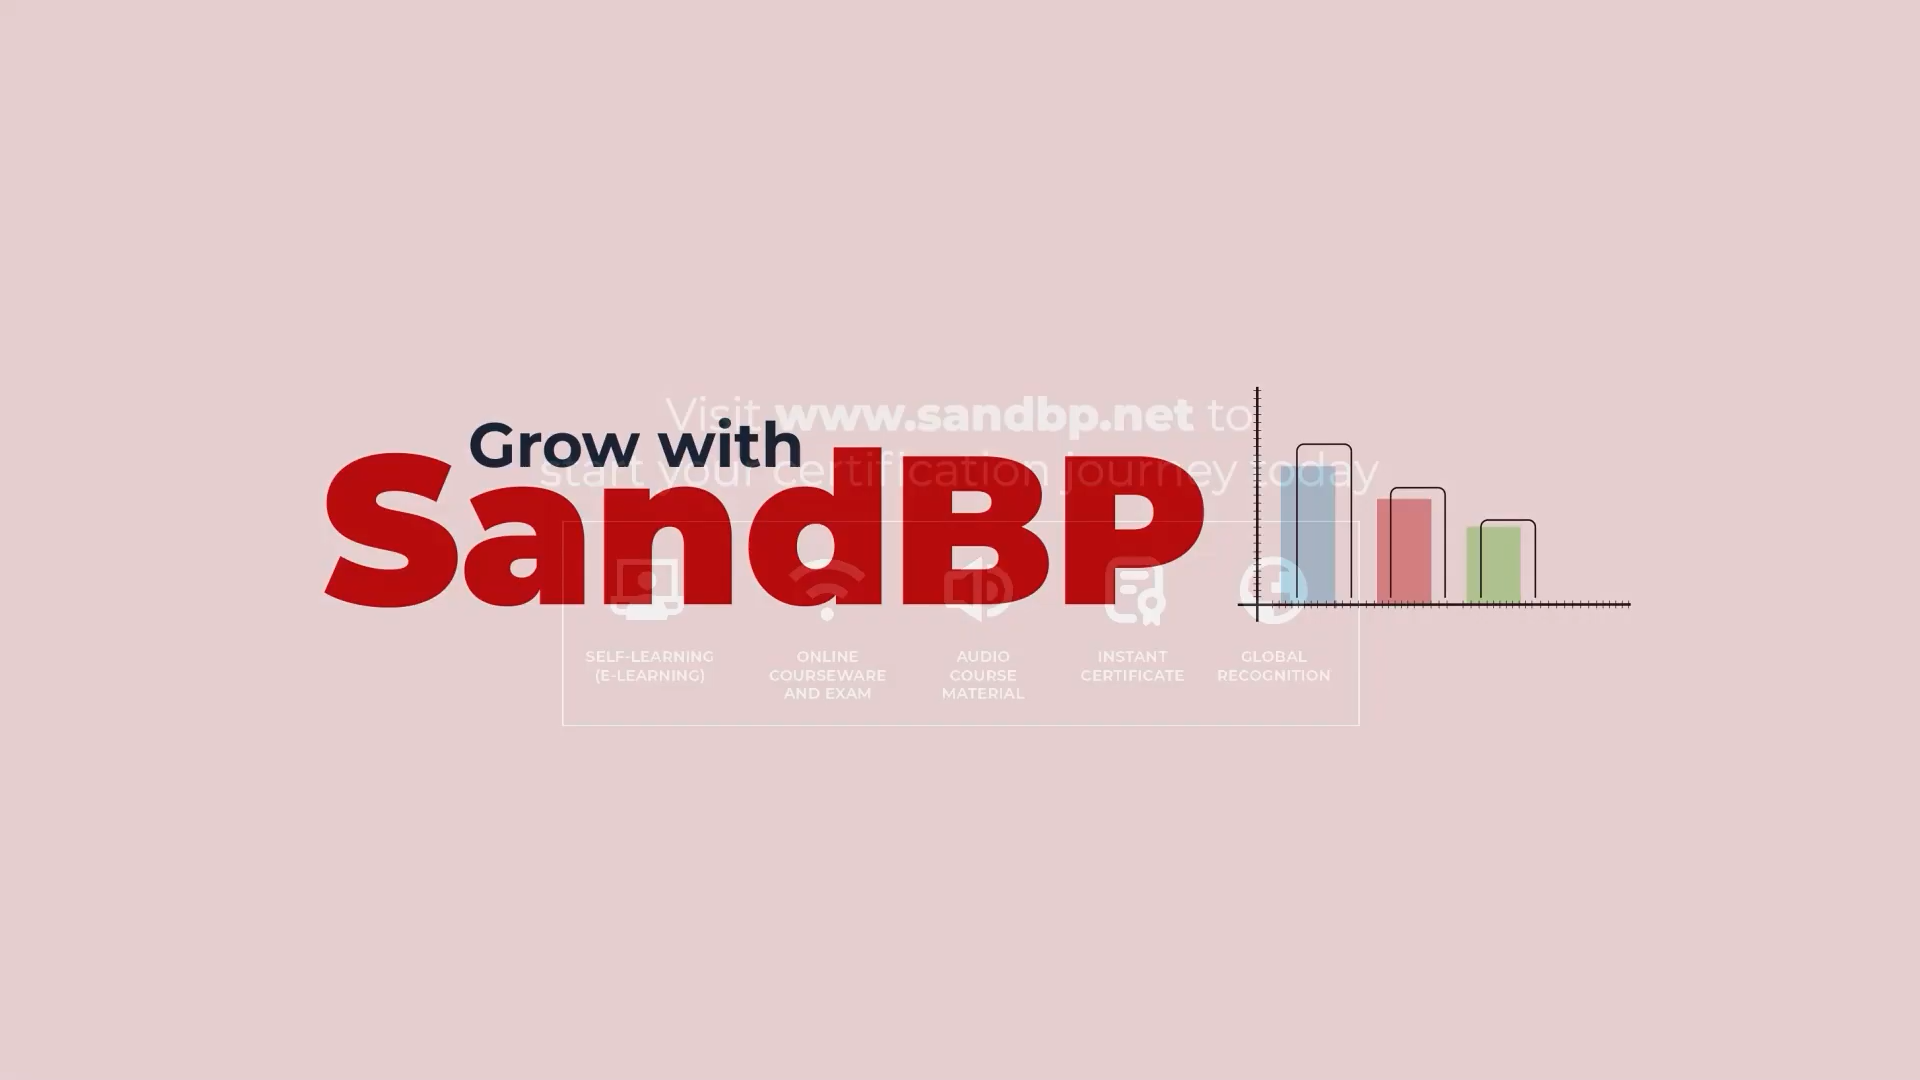 Visit www.sandbp.net to
start your certification journey today
Grow with
SandBP
SELF-LEARNING
(E-LEARNING)
ONLINE
COURSEWARE
AND EXAM
AUDIO
COURSE
MATERIAL
INSTANT
CERTIFICATE
GLOBAL
RECOGNITION